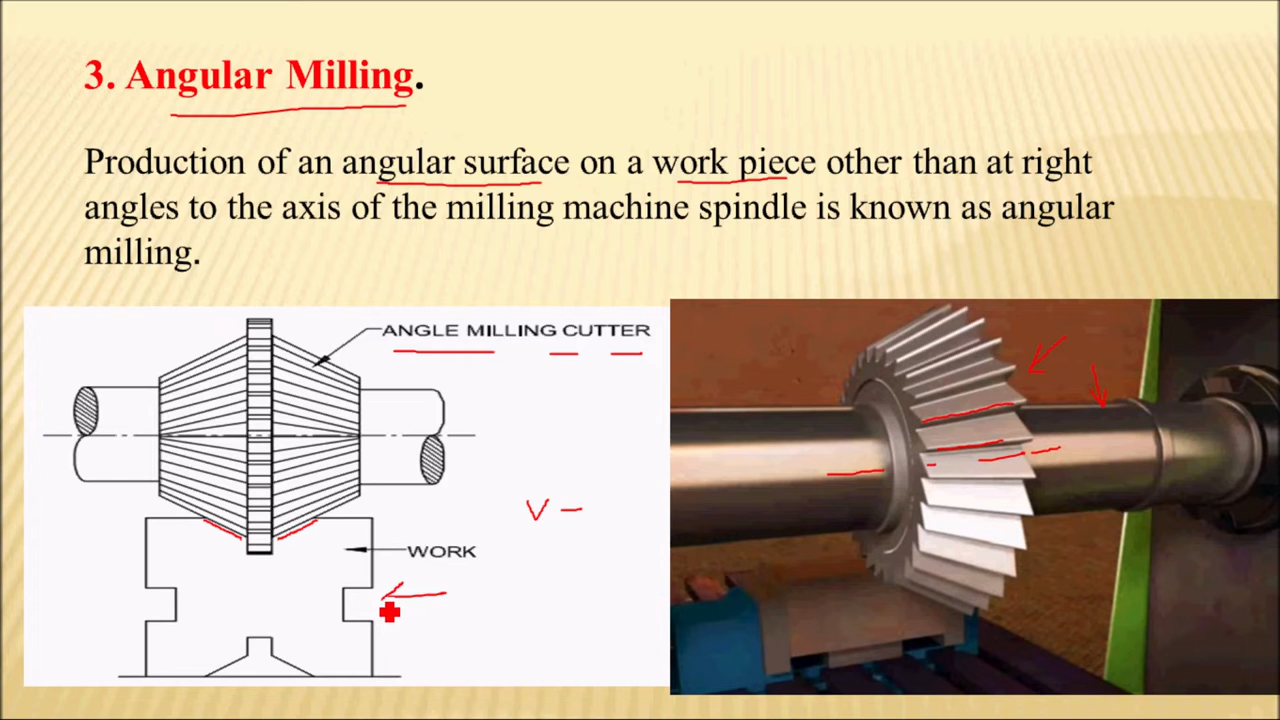 3. Angular Milling.
Production of an angular surface on a work piece other than at right
angles to the axis of the milling machine spindle is known as angular
milling.
ANGLE MILLING CUTTER
V -
WORK